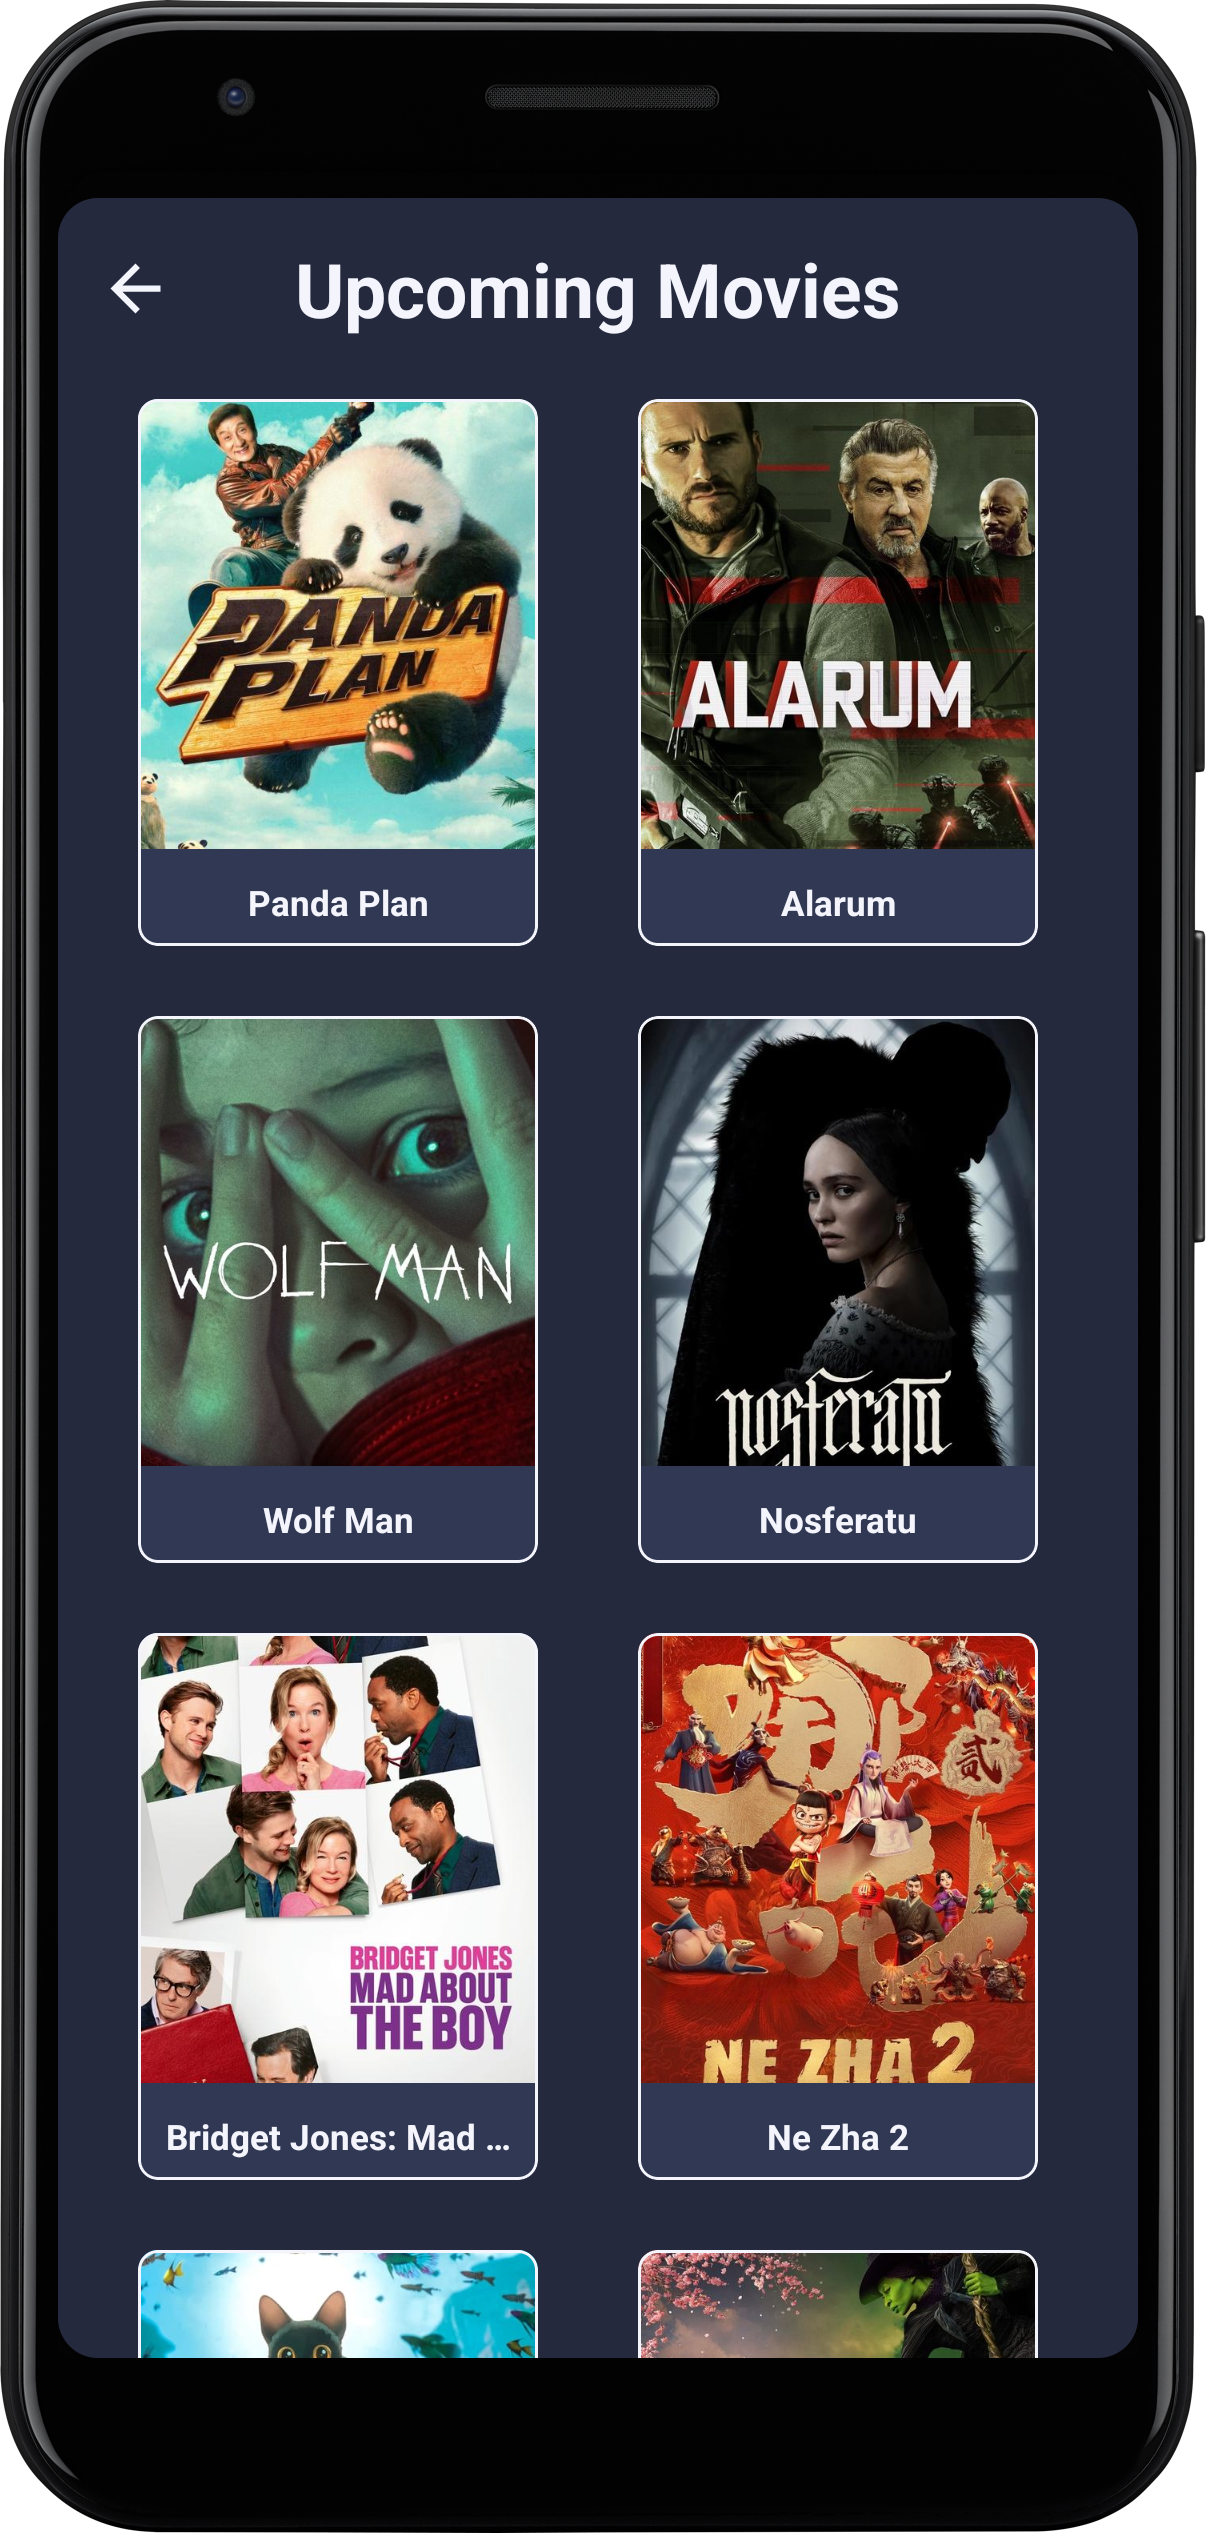 Upcoming Movies
PANDA
PLAN
Panda Plan
ALARUM
Alarum
WOLF MAN
Wolf Man
nosferatu
Nosferatu
BRIDGET JONES
MAD ABOUT
THE BOY
Bridget Jones: Mad ...
贰
NE ZHA 2
Ne Zha 2